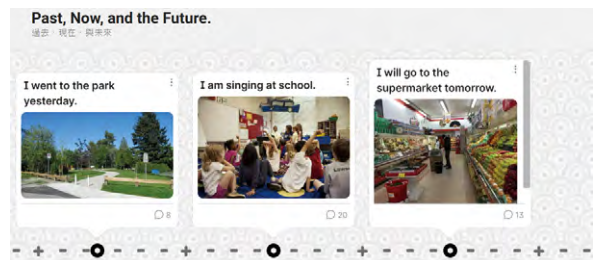 Past, Now, and the Future.
過去、現在、與未來
I went to the park
yesterday.
8
I am singing at school.
20
I will go to the
supermarket tomorrow.
13